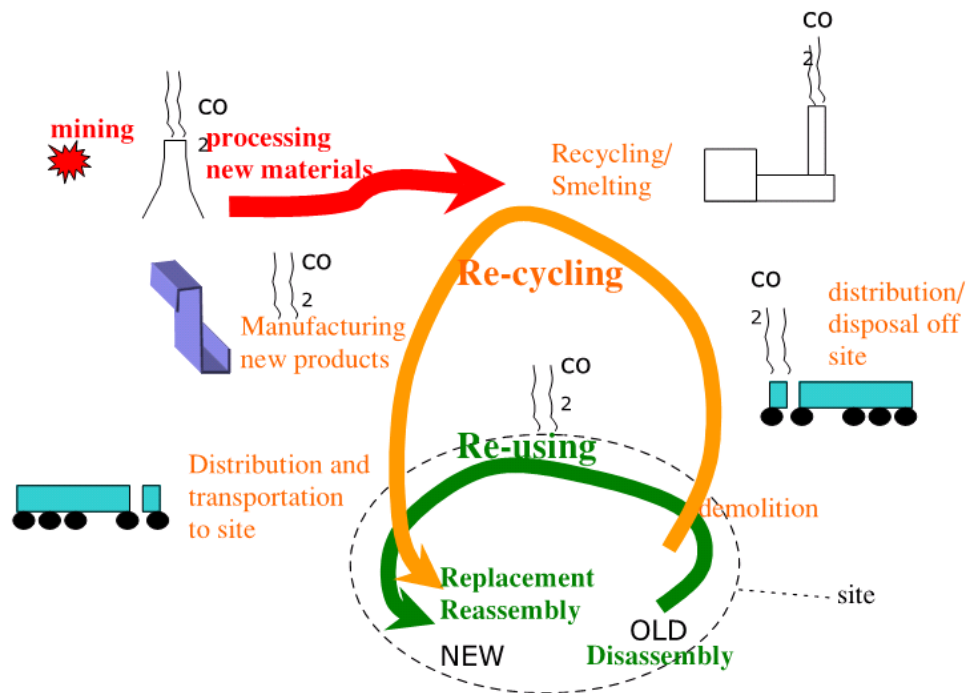 CO
2
mining
CO
2
processing
new materials
Recycling/
Smelting
Re-cycling
CO
2
Manufacturing
new products
CO
2
distribution/
disposal off
site
CO
2
Re-using
Distribution and
transportation
to site
demolition
Replacement
Reassembly
site
OLD
NEW
Disassembly